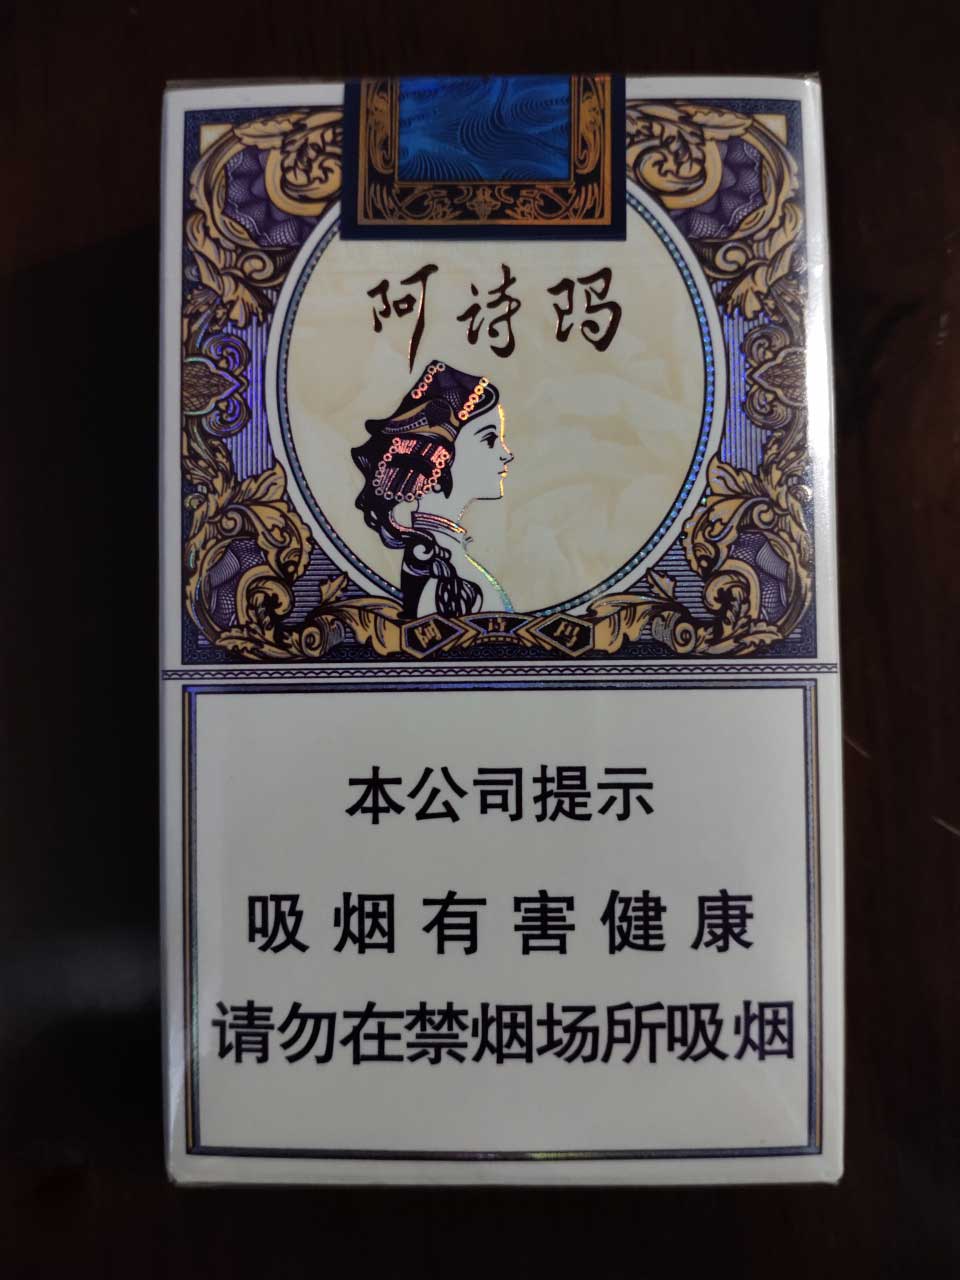 阿诗玛
阿诗玛
本公司提示
吸烟有害健康
请勿在禁烟场所吸烟